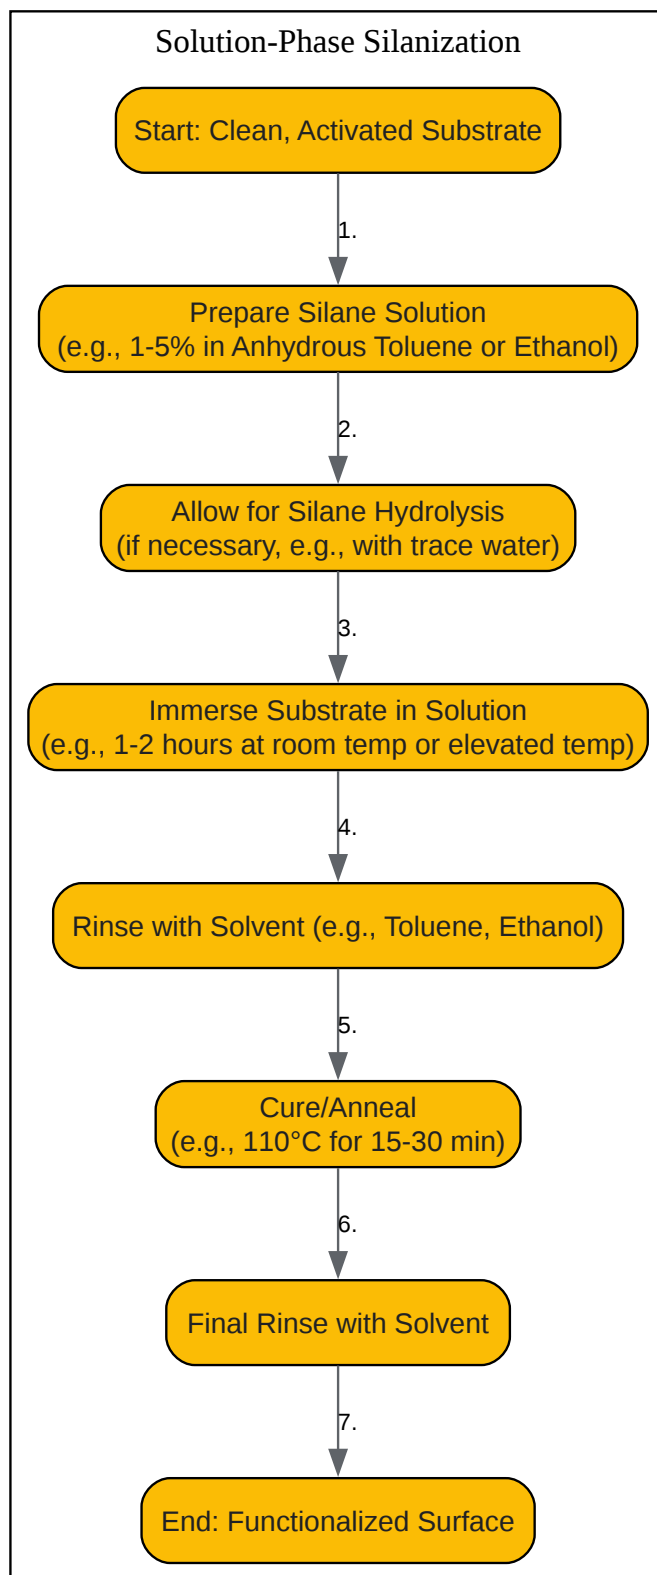 Solution-Phase Silanization
Start: Clean, Activated Substrate
1.
Prepare Silane Solution
(e.g., 1-5% in Anhydrous Toluene or Ethanol)
2.
Allow for Silane Hydrolysis
(if necessary, e.g., with trace water)
3.
Immerse Substrate in Solution
(e.g., 1-2 hours at room temp or elevated temp)
4.
Rinse with Solvent (e.g., Toluene, Ethanol)
5.
Cure/Anneal
(e.g., 110°C for 15-30 min)
6.
Final Rinse with Solvent
7.
End: Functionalized Surface